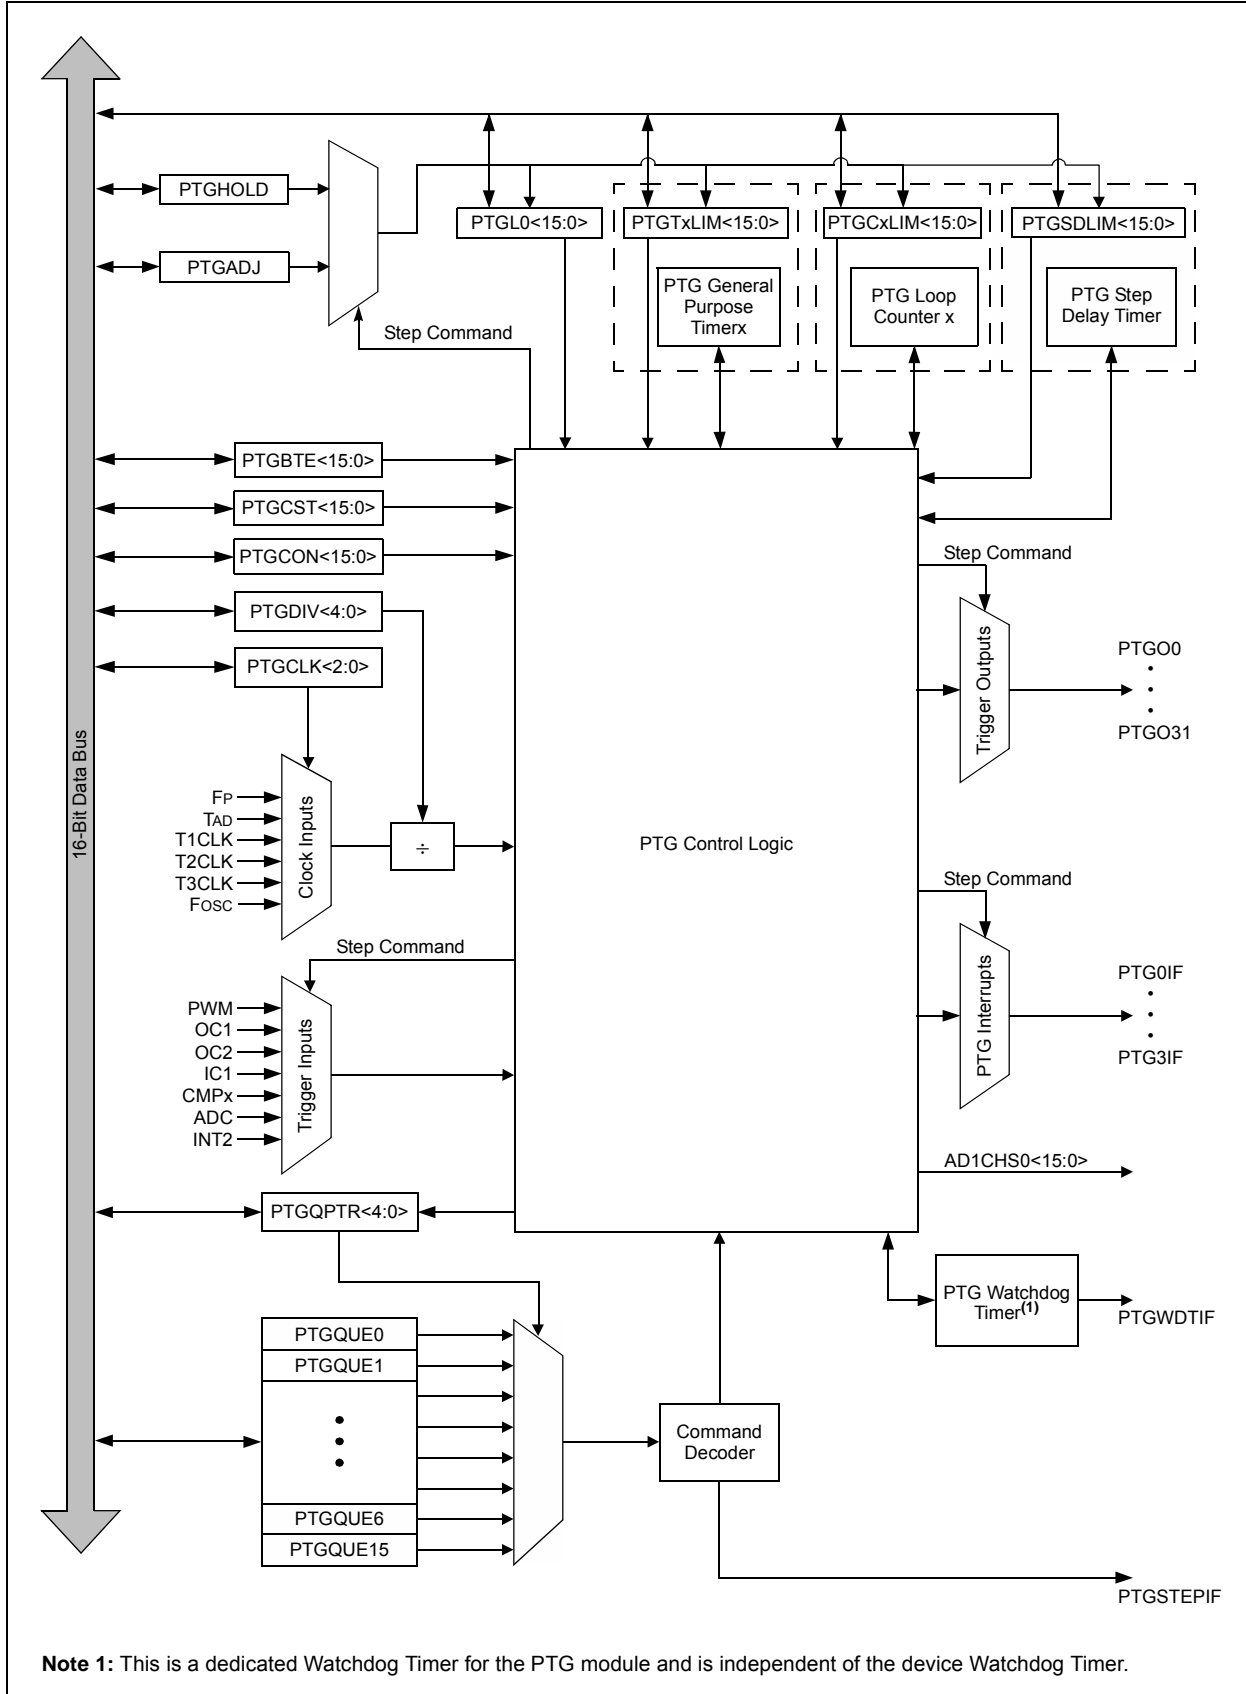 PTGHOLD
PTGADJ
PTGL0<15:0>
PTGTxLIM<15:0>
PTGCxLIM<15:0>
PTGSDLIM<15:0>
PTG General
Purpose
Timerx
PTG Loop
Counter x
PTG Step
Delay Timer
Step Command
PTGBTE<15:0>
PTGCST<15:0>
PTGCON<15:0>
PTGDIV<4:0>
PTGCLK<2:0>
16-Bit Data Bus
FP
TAD
T1CLK
T2CLK
T3CLK
FOSC
Clock Inputs
÷
PTG Control Logic
Step Command
Trigger Outputs
PTGO0
PTGO31
Step Command
PWM
OC1
OC2
IC1
CMPx
ADC
INT2
Trigger Inputs
Step Command
PTG Interrupts
PTG0IF
PTG3IF
AD1CHS0<15:0>
PTGQPTR<4:0>
PTG Watchdog
Timer(1)
PTGWDTIF
PTGQUE0
PTGQUE1
PTGQUE6
PTGQUE15
Command
Decoder
PTGSTEPIF
Note 1: This is a dedicated Watchdog Timer for the PTG module and is independent of the device Watchdog Timer.